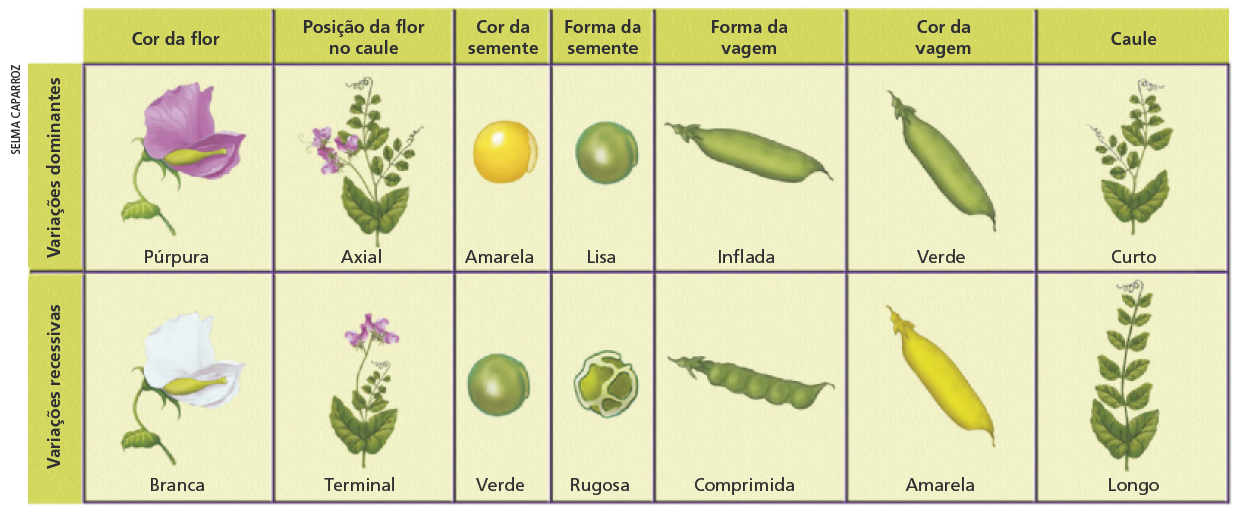 SELMA CAPARROZ
Cor da flor
Posição da flor
no caule
Cor da
semente
Forma da
semente
Forma da
vagem
Cor da
vagem
Caule
Variações dominantes
Púrpura
Axial
Amarela
Lisa
Inflada
Verde
Curto
Variações recessivas
Branca
Terminal
Verde
Rugosa
Comprimida
Amarela
Longo